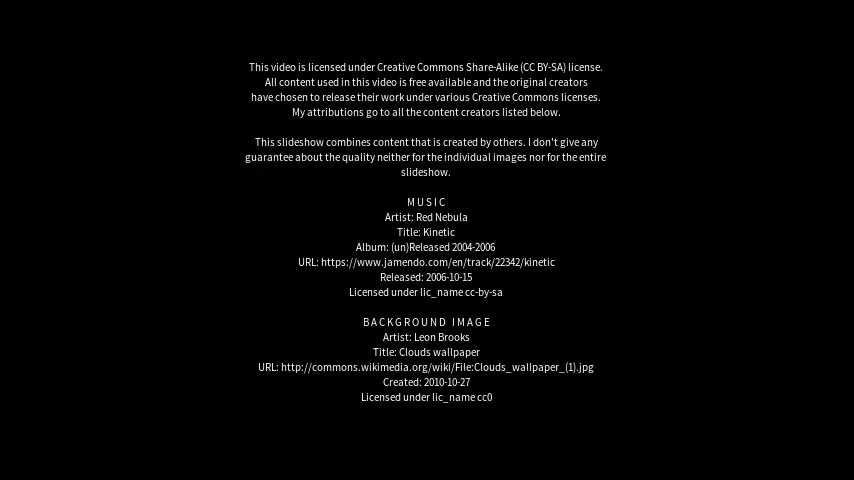 This video is licensed under Creative Commons Share-Alike (CC BY-SA) license.
All content used in this video is free available and the original creators
have chosen to release their work under various Creative Commons licenses.
My attributions go to all the content creators listed below.
This slideshow combines content that is created by others. I don't give any
guarantee about the quality neither for the individual images nor for the entire
slideshow.
M U S I C
Artist: Red Nebula
Title: Kinetic
Album: (un)Released 2004-2006
URL: https://www.jamendo.com/en/track/22342/kinetic
Released: 2006-10-15
Licensed under lic_name cc-by-sa
B A C K G R O U N D   I M A G E
Artist: Leon Brooks
Title: Clouds wallpaper
URL: http://commons.wikimedia.org/wiki/File:Clouds_wallpaper_(1).jpg
Created: 2010-10-27
Licensed under lic_name cc0